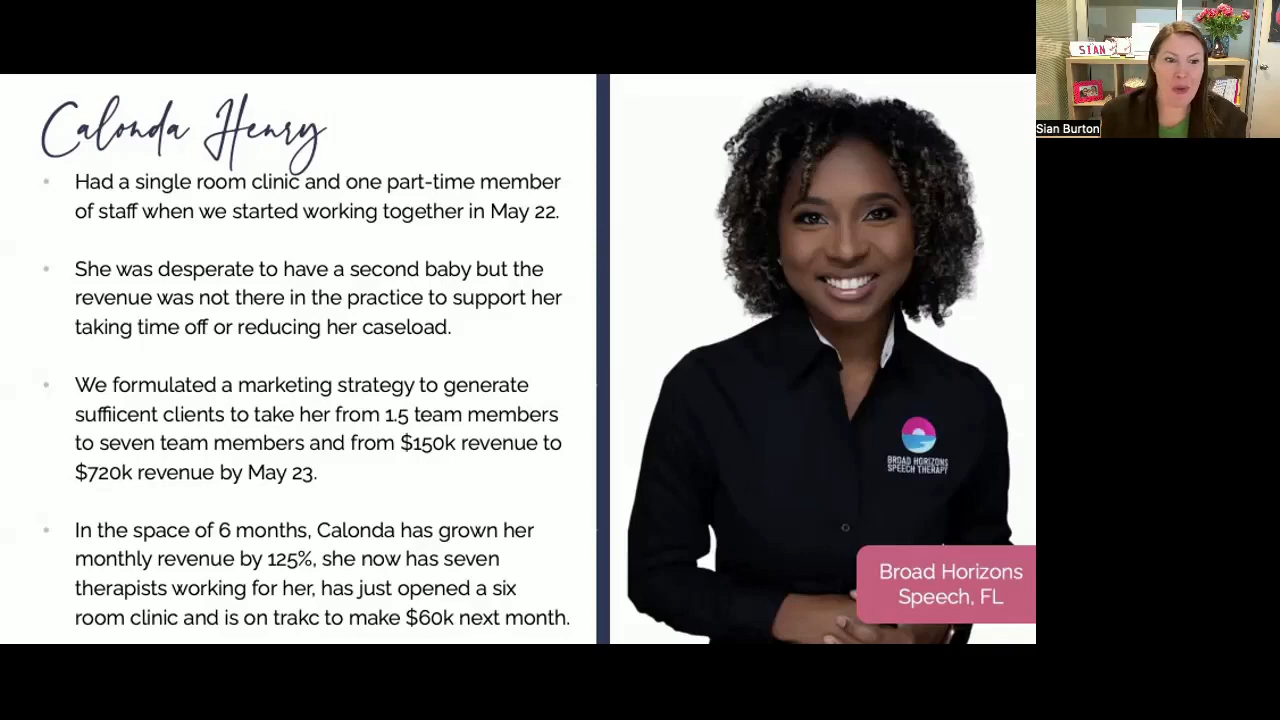 Calonda Henry
Had a single room clinic and one part-time member
of staff when we started working together in May 22.
She was desperate to have a second baby but the
revenue was not there in the practice to support her
taking time off or reducing her caseload.
We formulated a marketing strategy to generate
suffiicent clients to take her from 1.5 team members
to seven team members and from $150k revenue to
$720k revenue by May 23.
In the space of 6 months, Calonda has grown her
monthly revenue by 125%, she now has seven
therapists working for her, has just opened a six
room clinic and is on trakc to make $60k next month.
BROAD HORIZONS
SPEECH THERAPY
Broad Horizons
Speech, FL
SIAN
Sian Burton